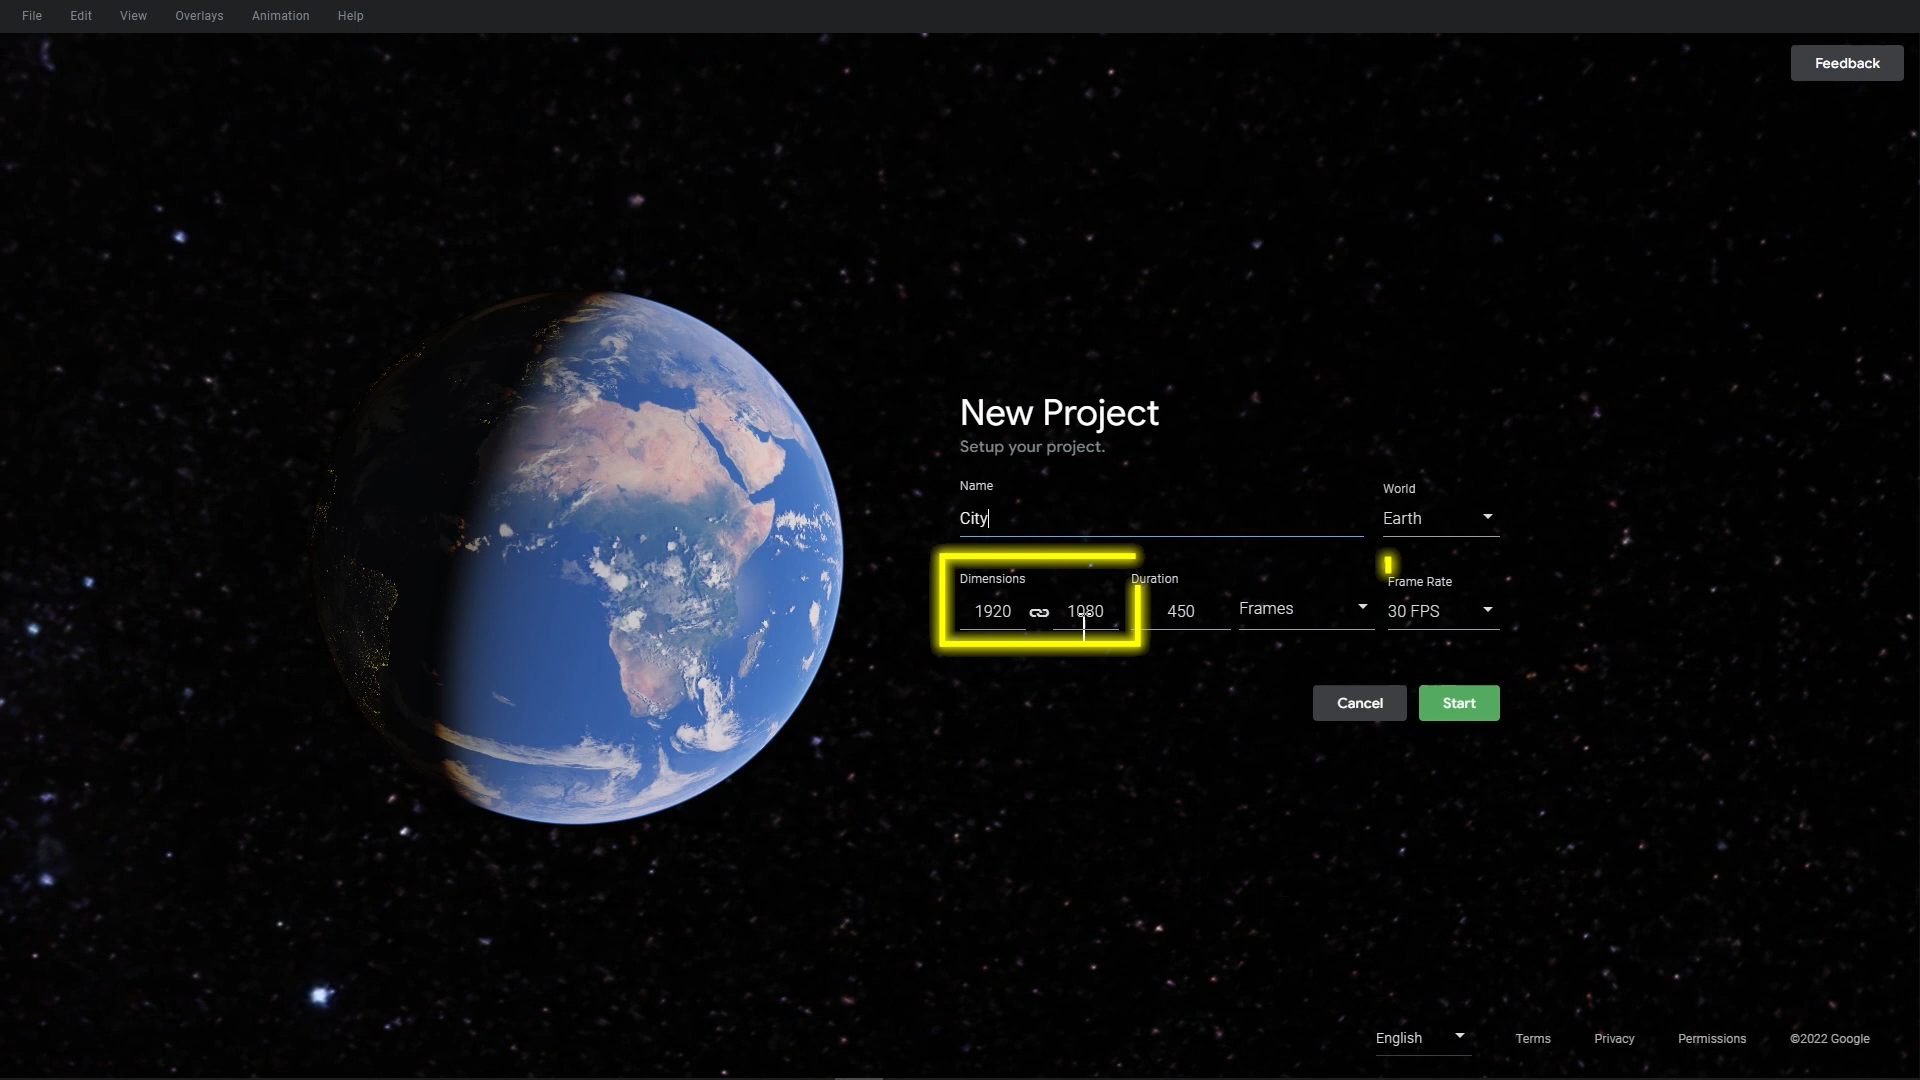 File Edit View Overlays Animation Help
Feedback
New Project
Setup your project.
Name World
City Earth
Dimensions Duration Frame Rate
1920 1080 450 Frames 30 FPS
Cancel Start
English Terms Privacy Permissions ©2022 Google